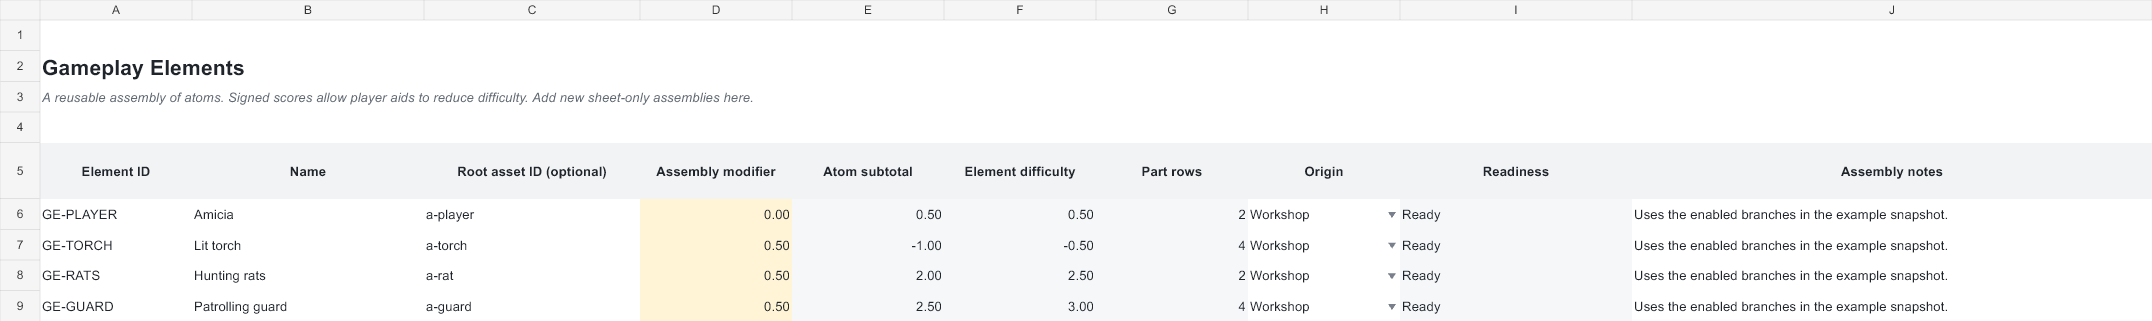 A B C D E F G H I J
1
2 Gameplay Elements
3 A reusable assembly of atoms. Signed scores allow player aids to reduce difficulty. Add new sheet-only assemblies here.
4
5 Element ID Name Root asset ID (optional) Assembly modifier Atom subtotal Element difficulty Part rows Origin Readiness Assembly notes
6 GE-PLAYER Amicia a-player 0.00 0.50 0.50 2 Workshop Ready Uses the enabled branches in the example snapshot.
7 GE-TORCH Lit torch a-torch 0.50 -1.00 -0.50 4 Workshop Ready Uses the enabled branches in the example snapshot.
8 GE-RATS Hunting rats a-rat 0.50 2.00 2.50 2 Workshop Ready Uses the enabled branches in the example snapshot.
9 GE-GUARD Patrolling guard a-guard 0.50 2.50 3.00 4 Workshop Ready Uses the enabled branches in the example snapshot.